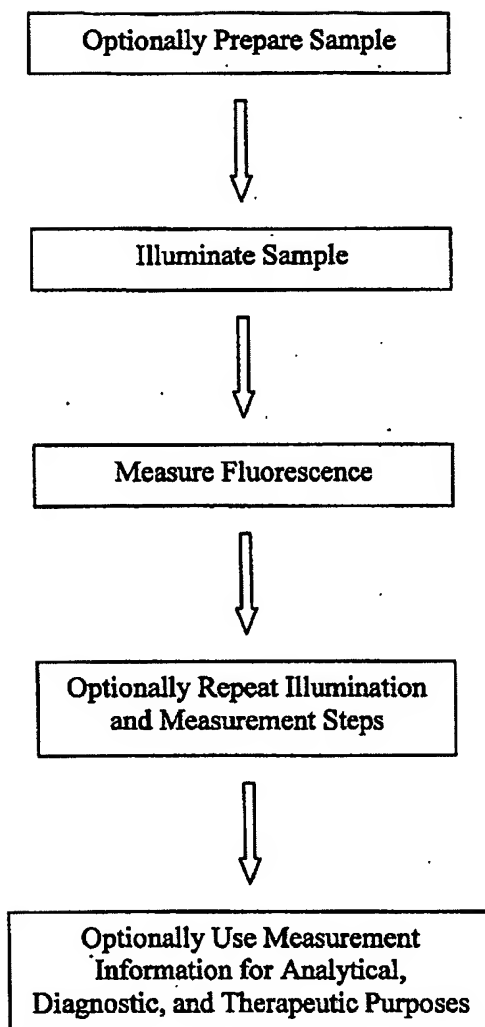 Optionally Prepare Sample
Illuminate Sample
Measure Fluorescence
Optionally Repeat Illumination
and Measurement Steps
Optionally Use Measurement
Information for Analytical,
Diagnostic, and Therapeutic Purposes